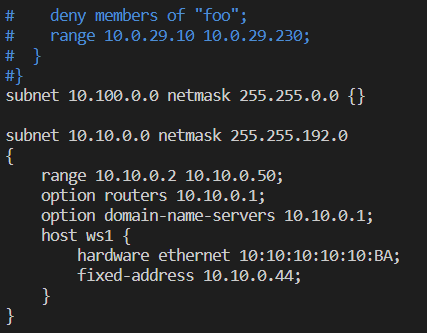 #    deny members of "foo";
#    range 10.0.29.10 10.0.29.230;
#  }
#}
subnet 10.100.0.0 netmask 255.255.0.0 {}

subnet 10.10.0.0 netmask 255.255.192.0
{
    range 10.10.0.2 10.10.0.50;
    option routers 10.10.0.1;
    option domain-name-servers 10.10.0.1;
    host ws1 {
        hardware ethernet 10:10:10:10:10:BA;
        fixed-address 10.10.0.44;
    }
}